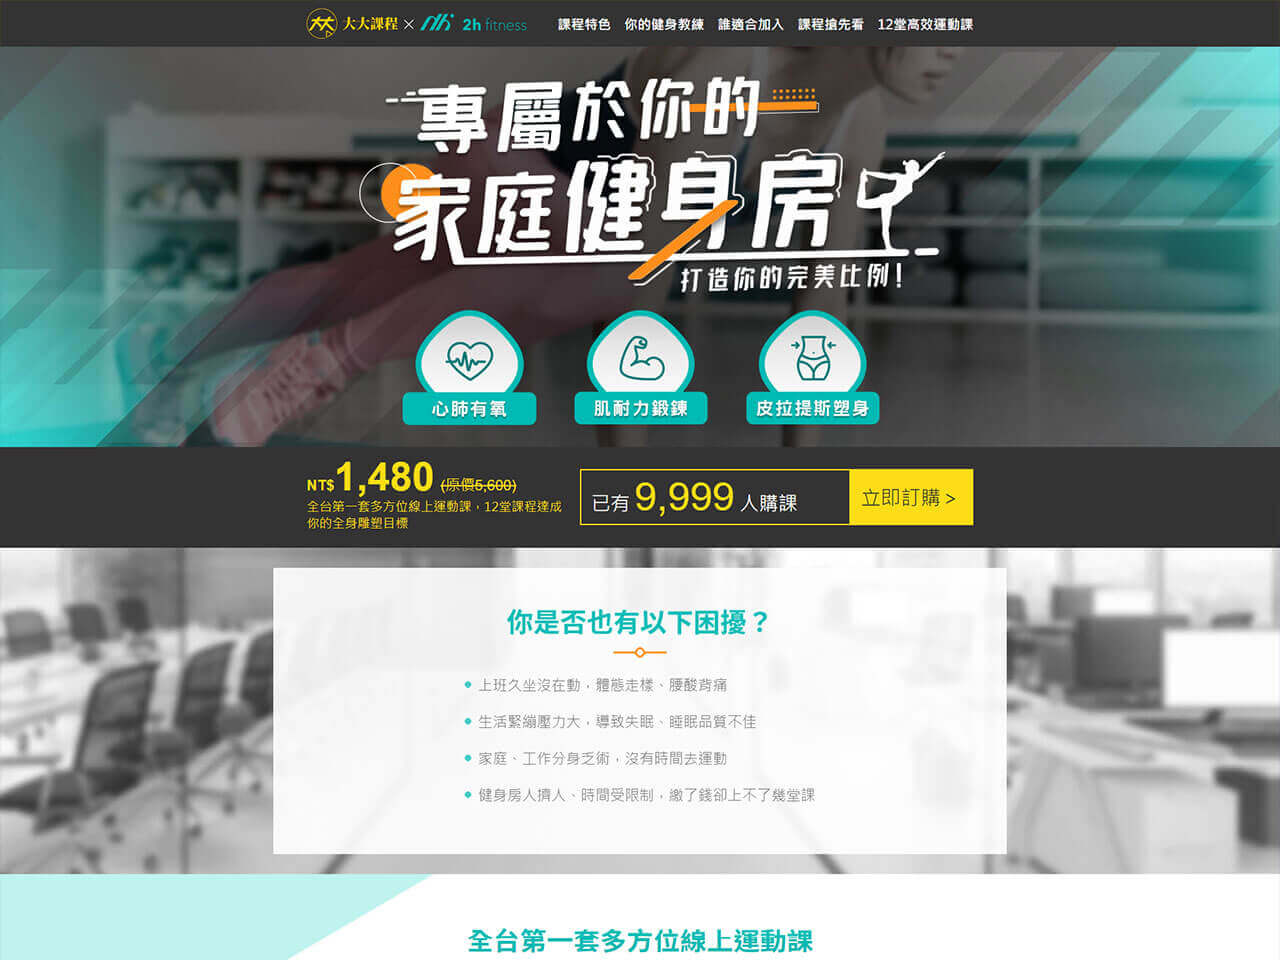 大大課程 × 2h fitness 課程特色 你的健身教練 誰適合加入 課程搶先看 12堂高效運動課
專屬於你的
家庭健身房
打造你的完美比例!
心肺有氧 肌耐力鍛鍊 皮拉提斯塑身
NT$1,480 (原價5,600)
全台第一套多方位線上運動課，12堂課程達成
你的全身雕塑目標
已有 9,999 人購課 立即訂購 >
你是否也有以下困擾？
上班久坐沒在動，體態走樣、腰酸背痛
生活緊繃壓力大，導致失眠、睡眠品質不佳
家庭、工作分身乏術，沒有時間去運動
健身房人擠人、時間受限制，繳了錢卻上不了幾堂課
全台第一套多方位線上運動課